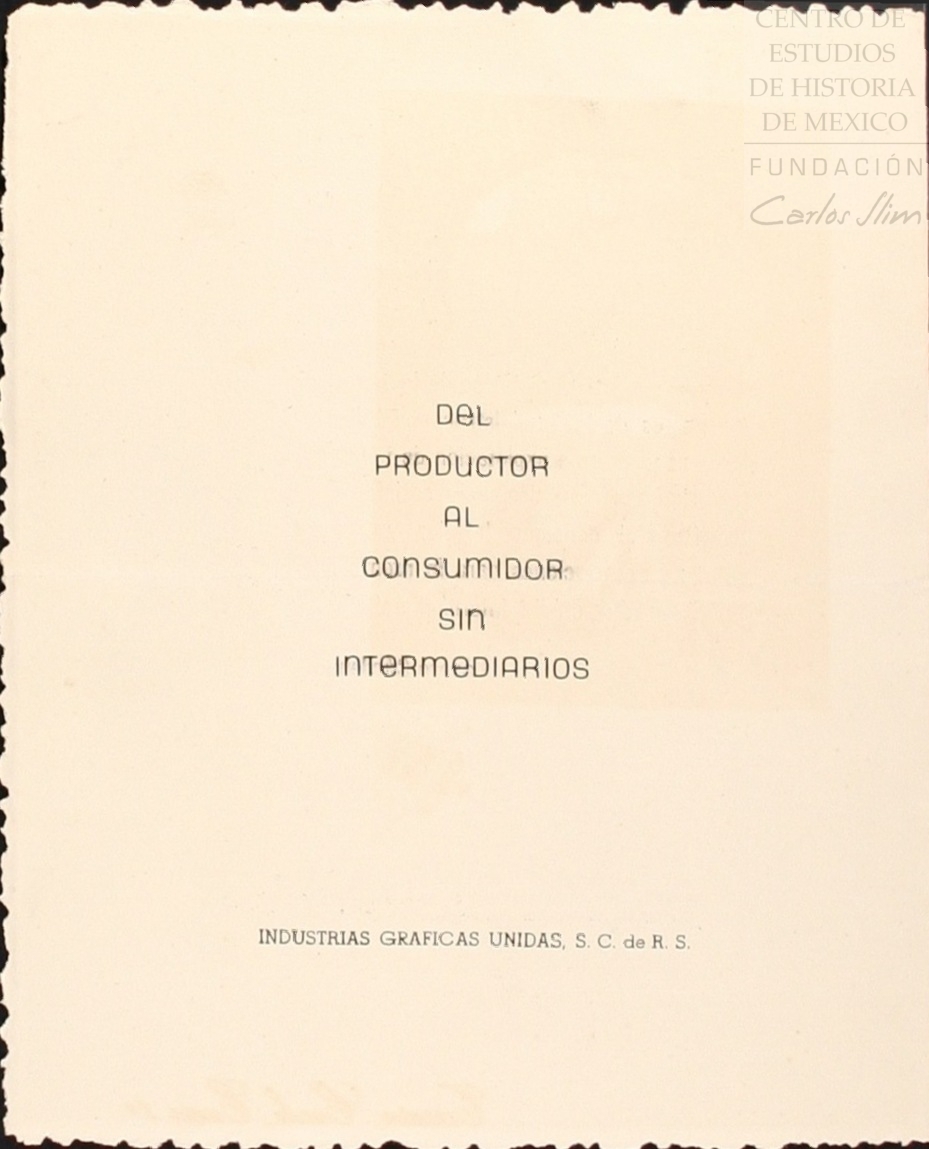 CENTRO DE
ESTUDIOS
DE HISTORIA
DE MEXICO
FUNDACIÓN
Carlos Slim
DEL
PRODUCTOR
AL
CONSUMIDOR
SIN
INTERMEDIARIOS
INDUSTRIAS GRAFICAS UNIDAS, S. C. de R. S.